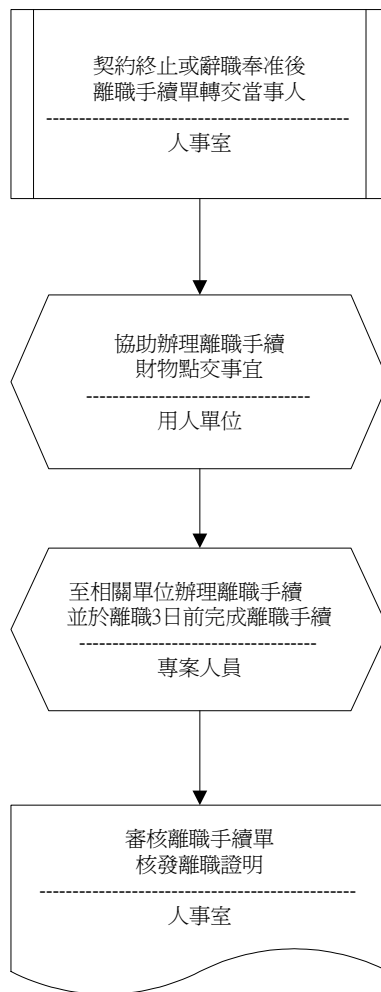 契約終止或辭職奉准後
離職手續單轉交當事人
----------------------------------------------
人事室
協助辦理離職手續
財物點交事宜
----------------------------------
用人單位
至相關單位辦理離職手續
並於離職3日前完成離職手續
------------------------------------
專案人員
審核離職手續單
核發離職證明
----------------------------------------------------
人事室